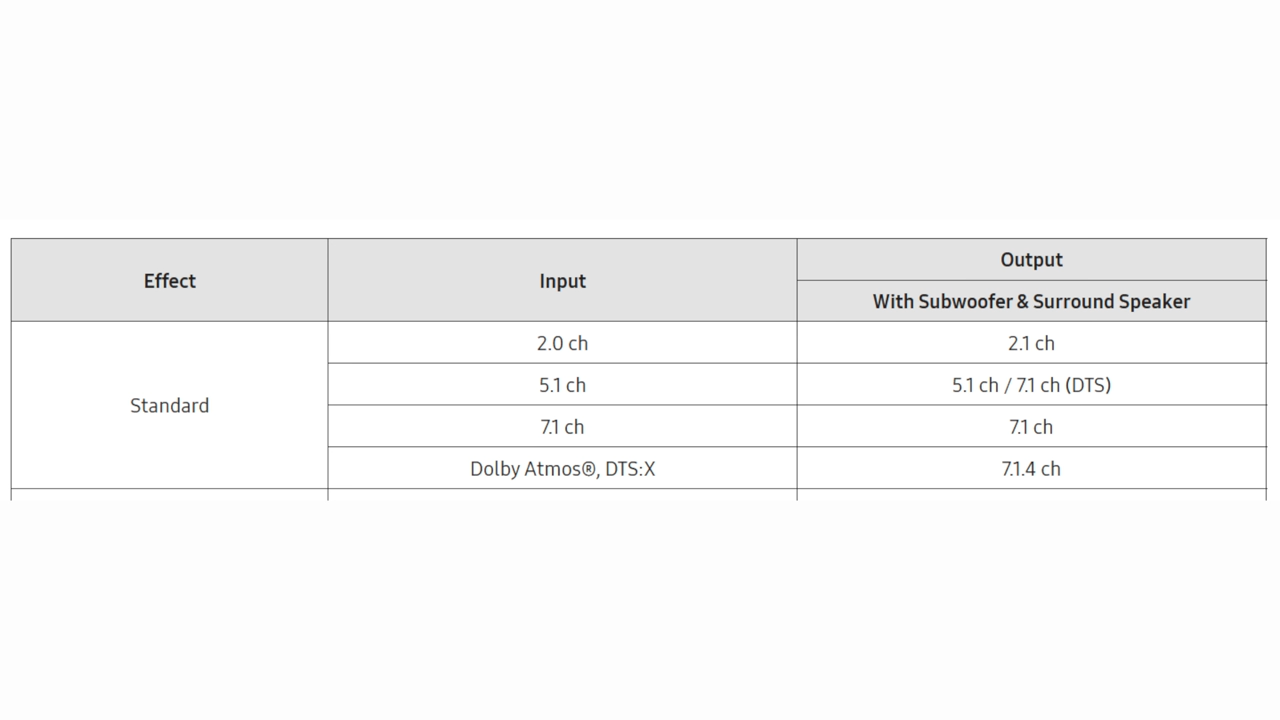 Effect
Input
Output
With Subwoofer & Surround Speaker
Standard
2.0 ch
2.1 ch
5.1 ch
5.1 ch / 7.1 ch (DTS)
7.1 ch
7.1 ch
Dolby Atmos®, DTS:X
7.1.4 ch